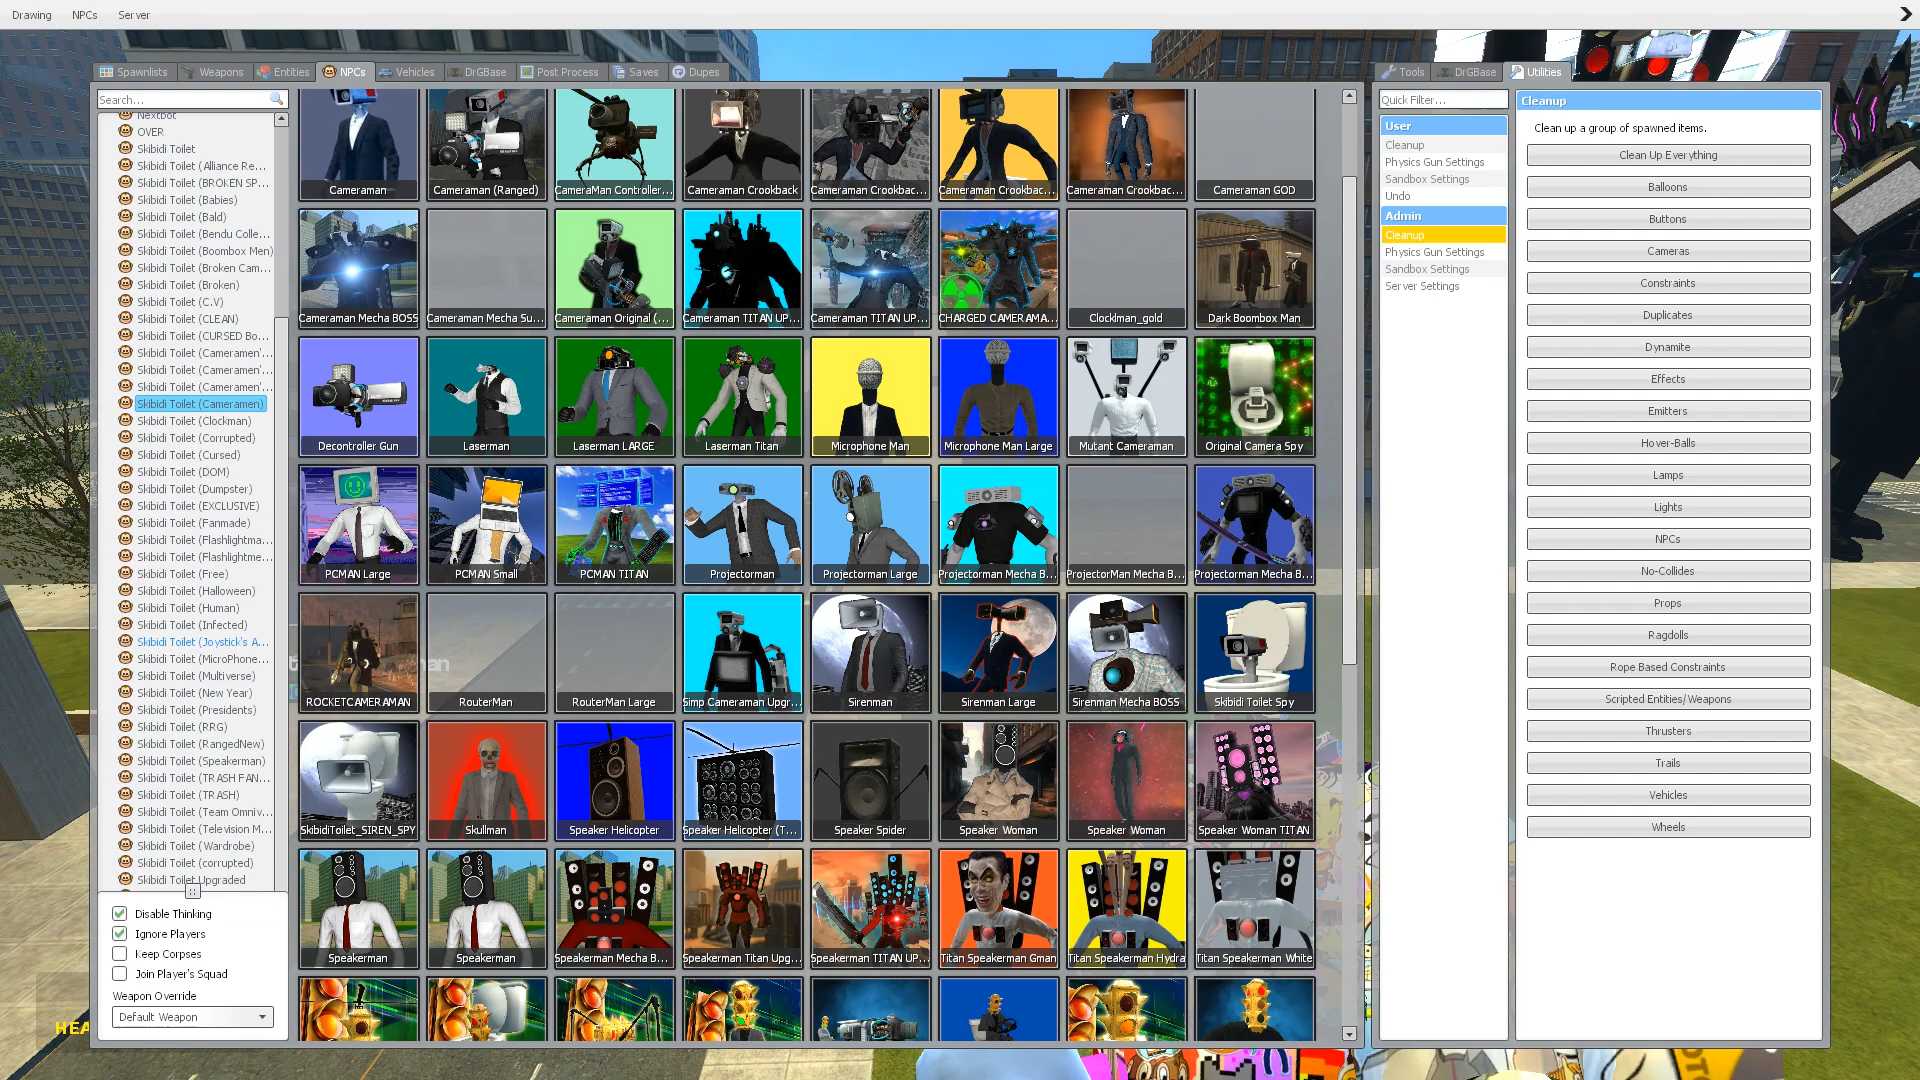 Drawing NPCs Server
Spawnlists Weapons Entities NPCs Vehicles DrGBase Post Process Saves Dupes
Search...
Nextbot
OVER
Skibidi Toilet
Skibidi Toilet (Alliance Re...
Skibidi Toilet (BROKEN SP...
Skibidi Toilet (Babies)
Skibidi Toilet (Bald)
Skibidi Toilet (Bendu Colle...
Skibidi Toilet (Boombox Men)
Skibidi Toilet (Broken Cam...
Skibidi Toilet (Broken)
Skibidi Toilet (C.V)
Skibidi Toilet (CLEAN)
Skibidi Toilet (CURSED Bo...
Skibidi Toilet (Cameramen'...
Skibidi Toilet (Cameramen'...
Skibidi Toilet (Cameramen'...
Skibidi Toilet (Cameramen)
Skibidi Toilet (Clockman)
Skibidi Toilet (Corrupted)
Skibidi Toilet (Cursed)
Skibidi Toilet (DOM)
Skibidi Toilet (Dumpster)
Skibidi Toilet (EXCLUSIVE)
Skibidi Toilet (Fanmade)
Skibidi Toilet (Flashlightma...
Skibidi Toilet (Flashlightme...
Skibidi Toilet (Free)
Skibidi Toilet (Halloween)
Skibidi Toilet (Human)
Skibidi Toilet (Infected)
Skibidi Toilet (Joystick's A...
Skibidi Toilet (MicroPhone...
Skibidi Toilet (Multiverse)
Skibidi Toilet (New Year)
Skibidi Toilet (Presidents)
Skibidi Toilet (RRG)
Skibidi Toilet (RangedNew)
Skibidi Toilet (Speakerman)
Skibidi Toilet (TRASH FAN...
Skibidi Toilet (TRASH)
Skibidi Toilet (Team Omniv...
Skibidi Toilet (Television M...
Skibidi Toilet (Wardrobe)
Skibidi Toilet (corrupted)
Skibidi Toilet Upgraded
Disable Thinking
Ignore Players
Keep Corpses
Join Player's Squad
Weapon Override
Default Weapon
HEA
Cameraman Cameraman (Ranged) CameraMan Controller... Cameraman Crookback Cameraman Crookbac... Cameraman Crookbac... Cameraman Crookbac... Cameraman GOD
Cameraman Mecha BOSS Cameraman Mecha Su... Cameraman Original (... Cameraman TITAN UP... Cameraman TITAN UP... CHARGED CAMERAMA... Clocklman_gold Dark Boombox Man
Decontroller Gun Laserman Laserman LARGE Laserman Titan Microphone Man Microphone Man Large Mutant Cameraman Original Camera Spy
PCMAN Large PCMAN Small PCMAN TITAN Projectorman Projectorman Large Projectorman Mecha B... ProjectorMan Mecha B... Projectorman Mecha B...
ROCKETCAMERAMAN RouterMan RouterMan Large Simp Cameraman Upgr... Sirenman Sirenman Large Sirenman Mecha BOSS Skibidi Toilet Spy
SkibidiToilet_SIREN_SPY Skullman Speaker Helicopter Speaker Helicopter (T... Speaker Spider Speaker Woman Speaker Woman Speaker Woman TITAN
Speakerman Speakerman Speakerman Mecha B... Speakerman Titan Upg... Speakerman TITAN UP... Titan Speakerman Gman Titan Speakerman Hydra Titan Speakerman White
Tools DrGBase Utilities
Quick Filter...
User
Cleanup
Physics Gun Settings
Sandbox Settings
Undo
Admin
Cleanup
Physics Gun Settings
Sandbox Settings
Server Settings
Cleanup
Clean up a group of spawned items.
Clean Up Everything
Balloons
Buttons
Cameras
Constraints
Duplicates
Dynamite
Effects
Emitters
Hover-Balls
Lamps
Lights
NPCs
No-Collides
Props
Ragdolls
Rope Based Constraints
Scripted Entities/Weapons
Thrusters
Trails
Vehicles
Wheels